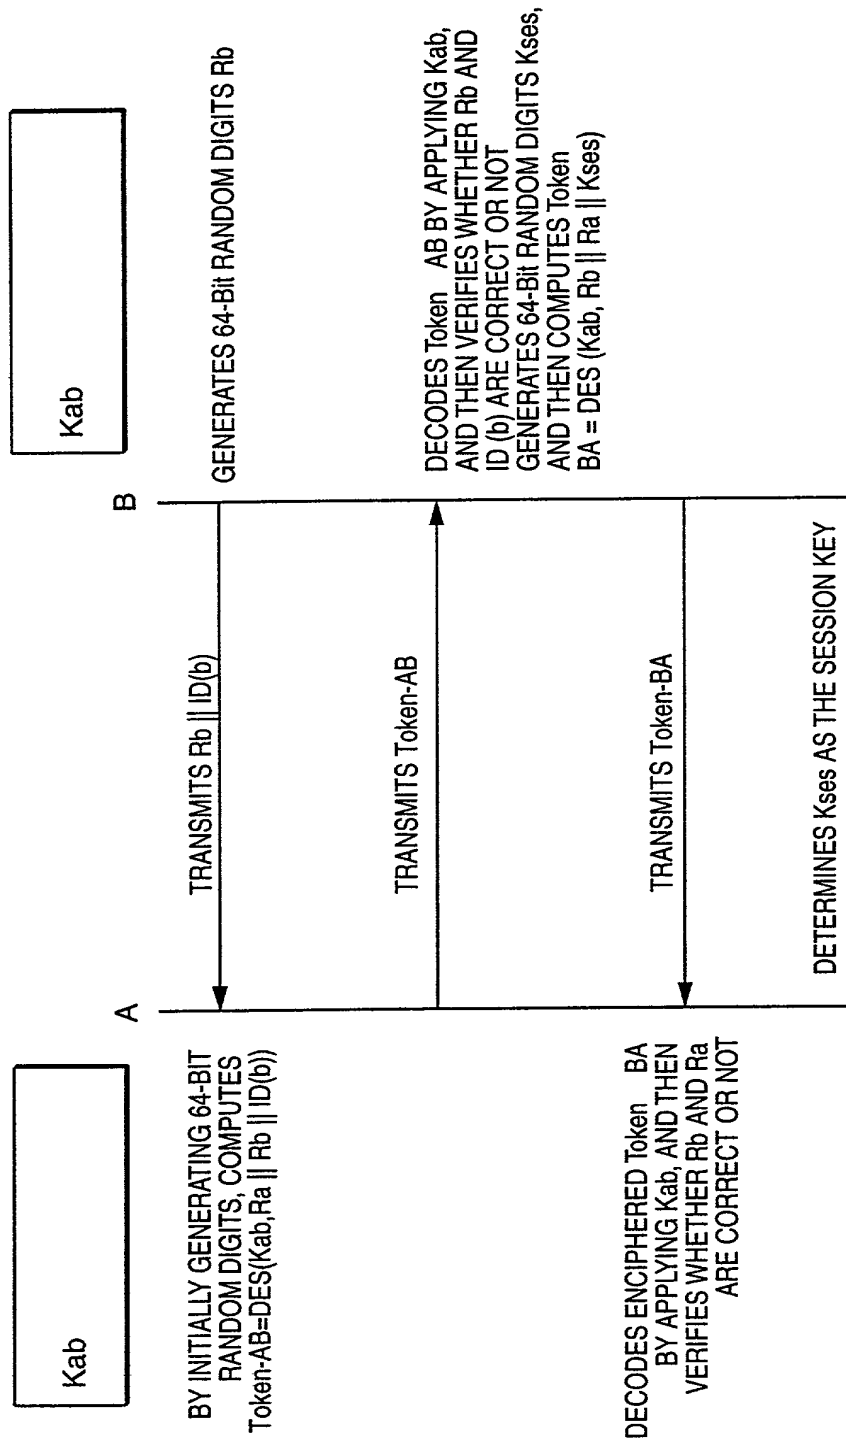 Kab
Kab
A
B
GENERATES 64-Bit RANDOM DIGITS Rb
TRANSMITS Rb || ID(b)
BY INITIALLY GENERATING 64-BIT
RANDOM DIGITS, COMPUTES
Token-AB=DES(Kab,Ra || Rb || ID(b))
TRANSMITS Token-AB
DECODES Token AB BY APPLYING Kab,
AND THEN VERIFIES WHETHER Rb AND
ID (b) ARE CORRECT OR NOT
GENERATES 64-Bit RANDOM DIGITS Kses,
AND THEN COMPUTES Token
BA = DES (Kab, Rb || Ra || Kses)
TRANSMITS Token-BA
DECODES ENCIPHERED Token BA
BY APPLYING Kab, AND THEN
VERIFIES WHETHER Rb AND Ra
ARE CORRECT OR NOT
DETERMINES Kses AS THE SESSION KEY